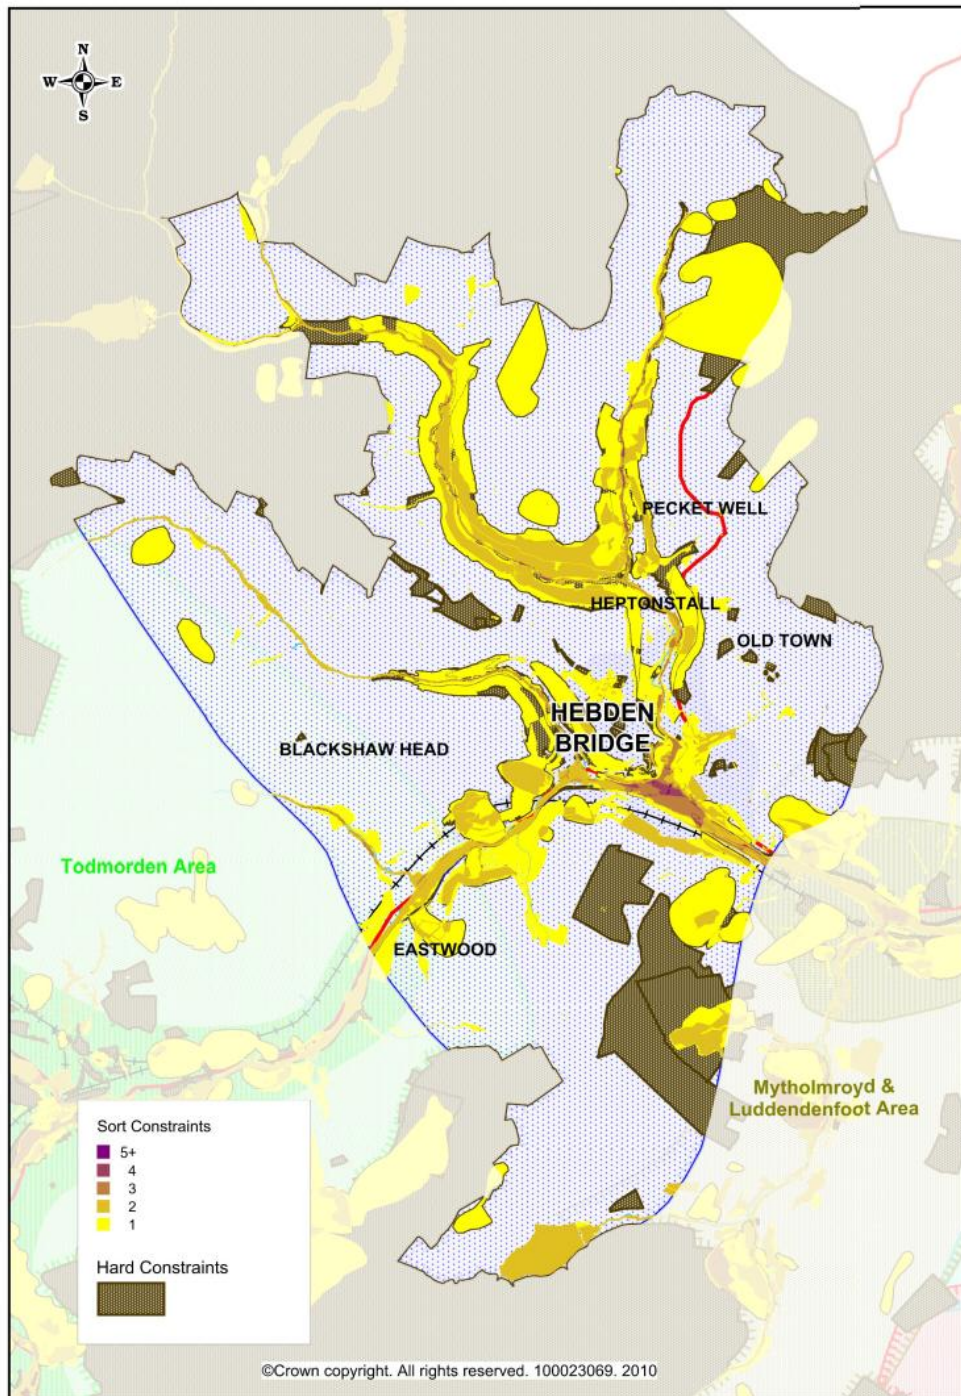 N
W E
S
PECKET WELL
HEPTONSTALL
OLD TOWN
HEBDEN
BRIDGE
BLACKSHAW HEAD
Todmorden Area
EASTWOOD
Mytholmroyd &
Luddendenfoot Area
Sort Constraints
5+
4
3
2
1
Hard Constraints
©Crown copyright. All rights reserved. 100023069. 2010